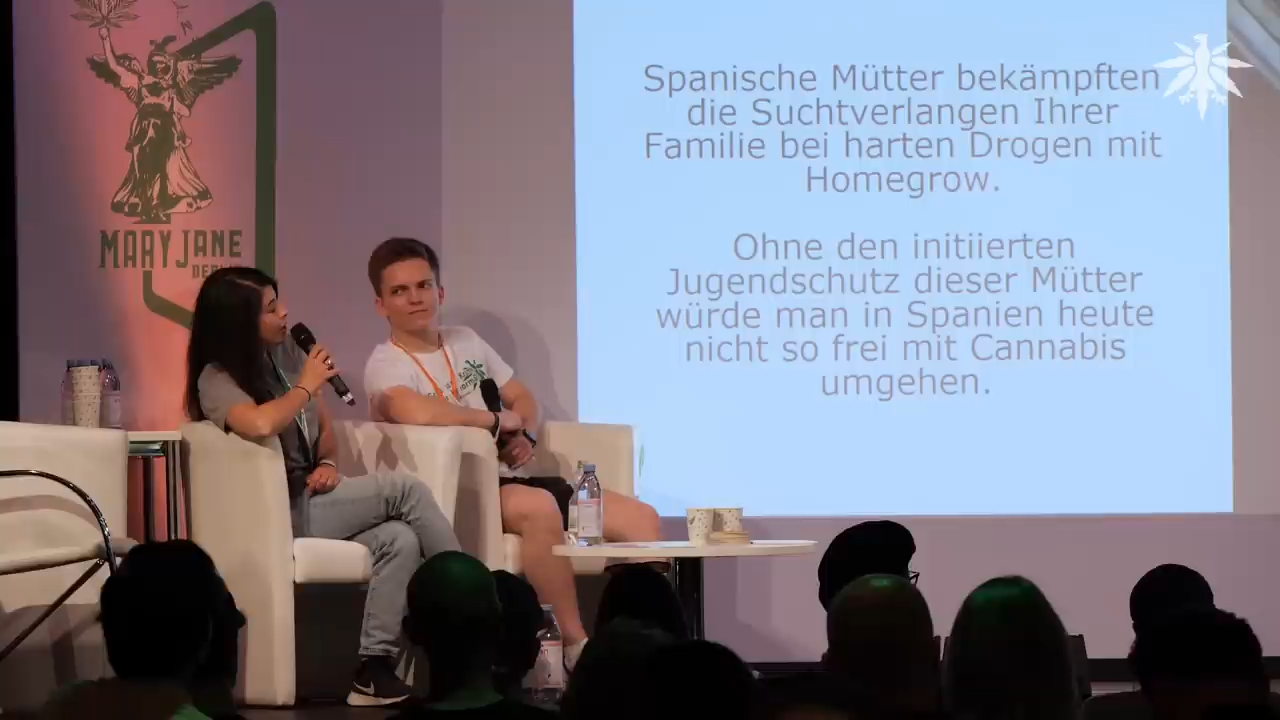 MARY JANE
BERLIN
Spanische Mütter bekämpften
die Suchtverlangen Ihrer
Familie bei harten Drogen mit
Homegrow.
Ohne den initiierten
Jugendschutz dieser Mütter
würde man in Spanien heute
nicht so frei mit Cannabis
umgehen.